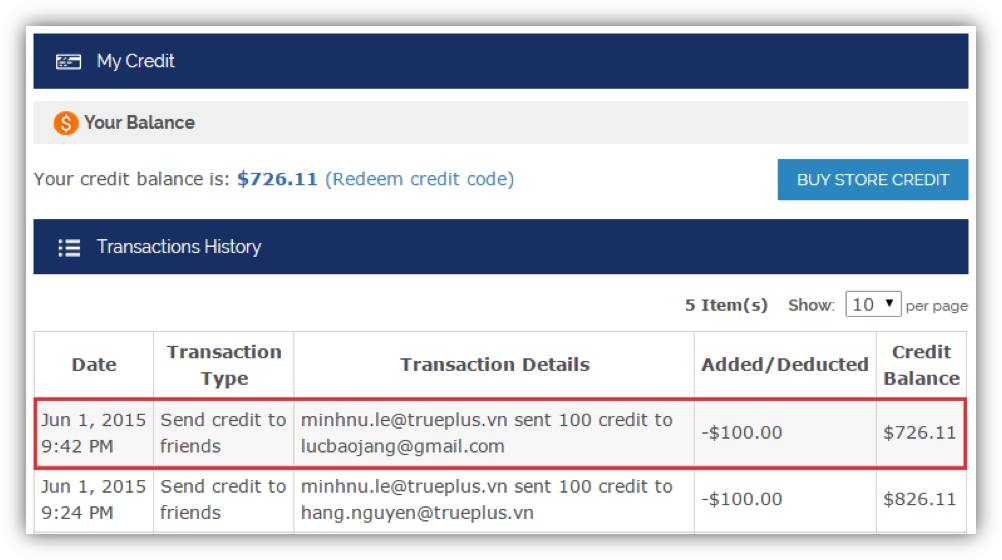 My Credit
Your Balance
Your credit balance is: $726.11 (Redeem credit code)
BUY STORE CREDIT
Transactions History
5 Item(s) Show: 10 per page
Date Transaction Type Transaction Details Added/Deducted Credit Balance
Jun 1, 2015 Send credit to minhnu.le@trueplus.vn sent 100 credit to -$100.00 $726.11
9:42 PM friends lucbaojang@gmail.com
Jun 1, 2015 Send credit to minhnu.le@trueplus.vn sent 100 credit to -$100.00 $826.11
9:24 PM friends hang.nguyen@trueplus.vn